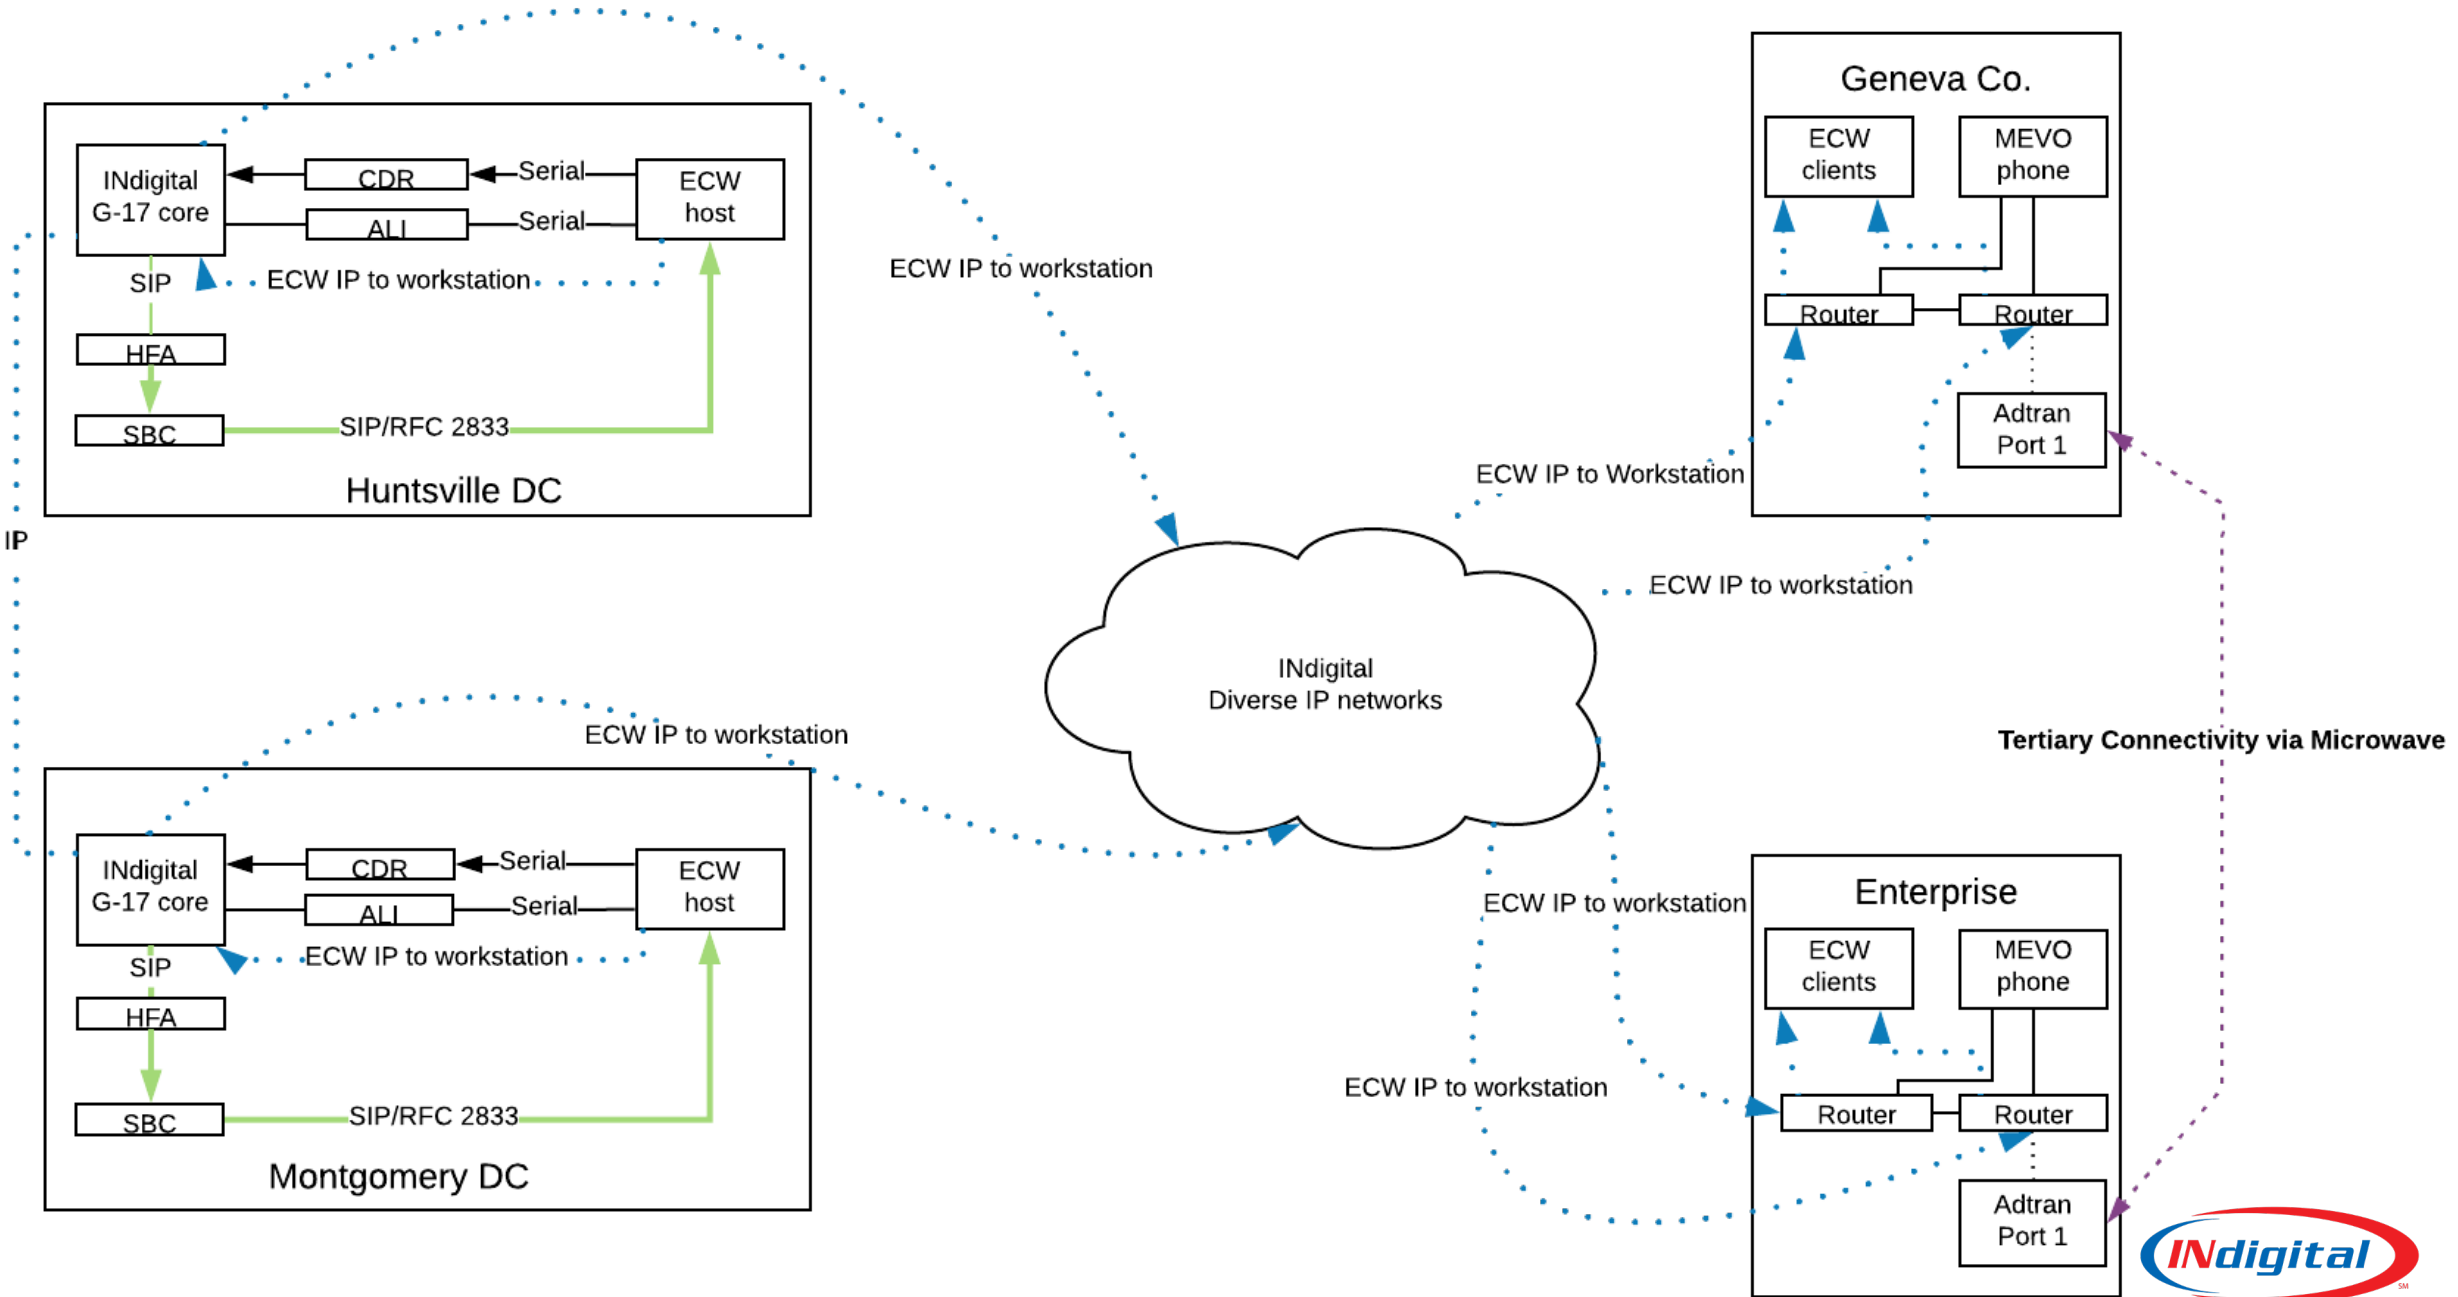 Geneva Co.
ECW
clients
MEVO
phone
Router
Router
Adtran
Port 1
INdigital
G-17 core
CDR
Serial
ECW
host
ALI
Serial
SIP
ECW IP to workstation
HFA
SBC
SIP/RFC 2833
Huntsville DC
IP
ECW IP to workstation
ECW IP to Workstation
ECW IP to workstation
INdigital
Diverse IP networks
Tertiary Connectivity via Microwave
ECW IP to workstation
INdigital
G-17 core
CDR
Serial
ECW
host
ALI
Serial
SIP
ECW IP to workstation
HFA
SBC
SIP/RFC 2833
Montgomery DC
ECW IP to workstation
ECW IP to workstation
Enterprise
ECW
clients
MEVO
phone
Router
Router
Adtran
Port 1
INdigital
SM